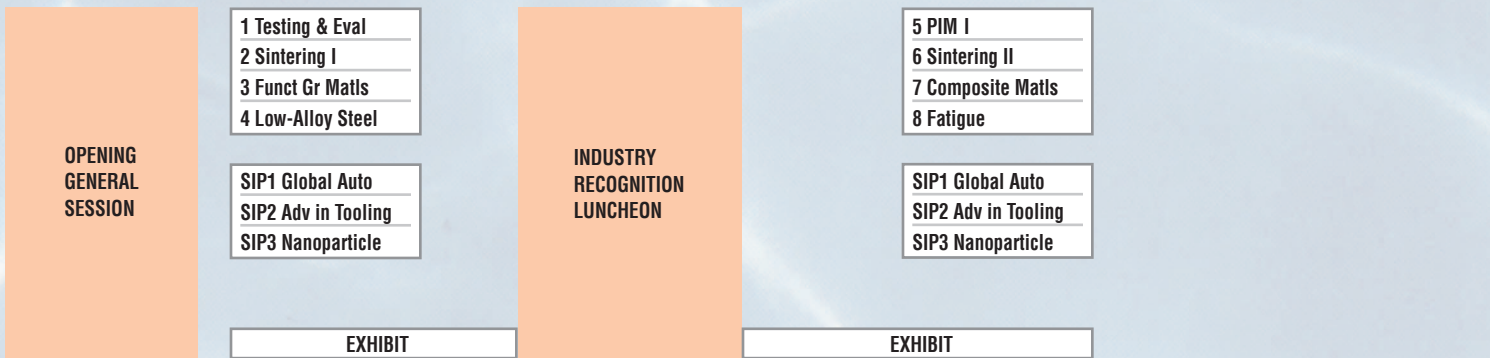 OPENING
GENERAL
SESSION
1 Testing & Eval
2 Sintering I
3 Funct Gr Matls
4 Low-Alloy Steel
SIP1 Global Auto
SIP2 Adv in Tooling
SIP3 Nanoparticle
EXHIBIT
INDUSTRY
RECOGNITION
LUNCHEON
5 PIM I
6 Sintering II
7 Composite Matls
8 Fatigue
SIP1 Global Auto
SIP2 Adv in Tooling
SIP3 Nanoparticle
EXHIBIT